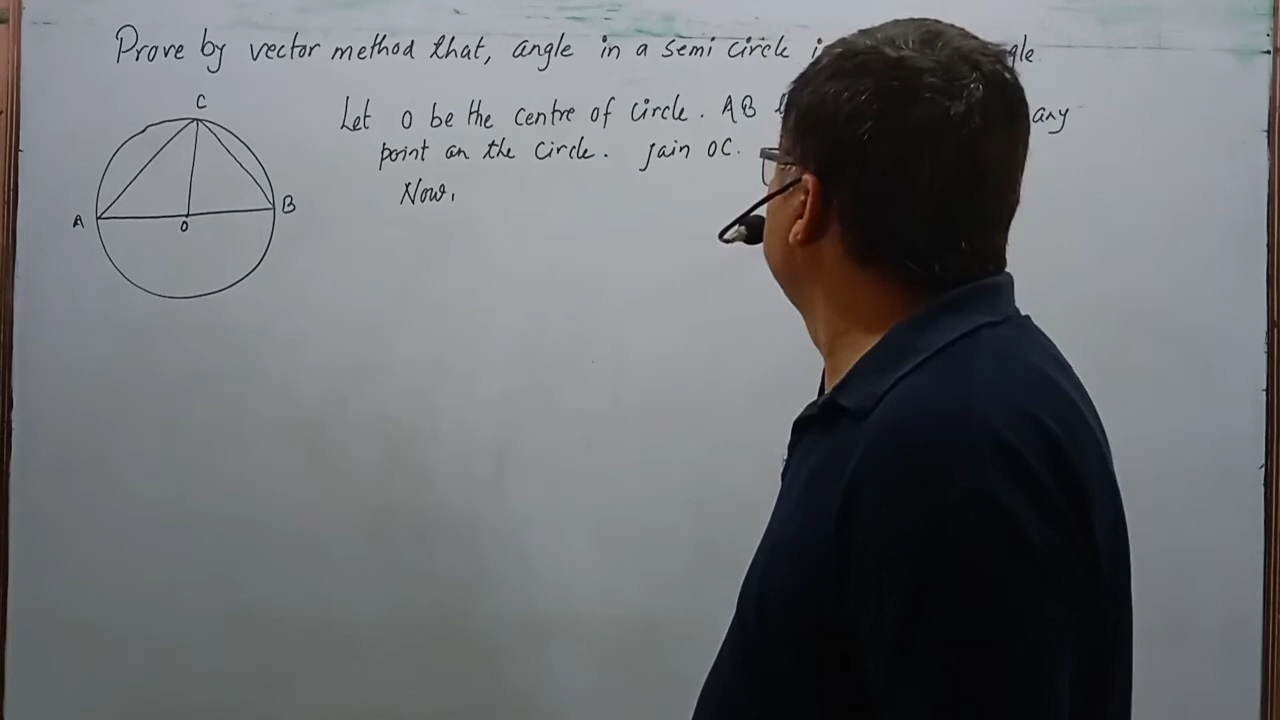 Prove by vector method that, angle in a semi circle gle.
C
Let O be the centre of circle. AB any
point on the circle. Join OC.
Now,
A O B